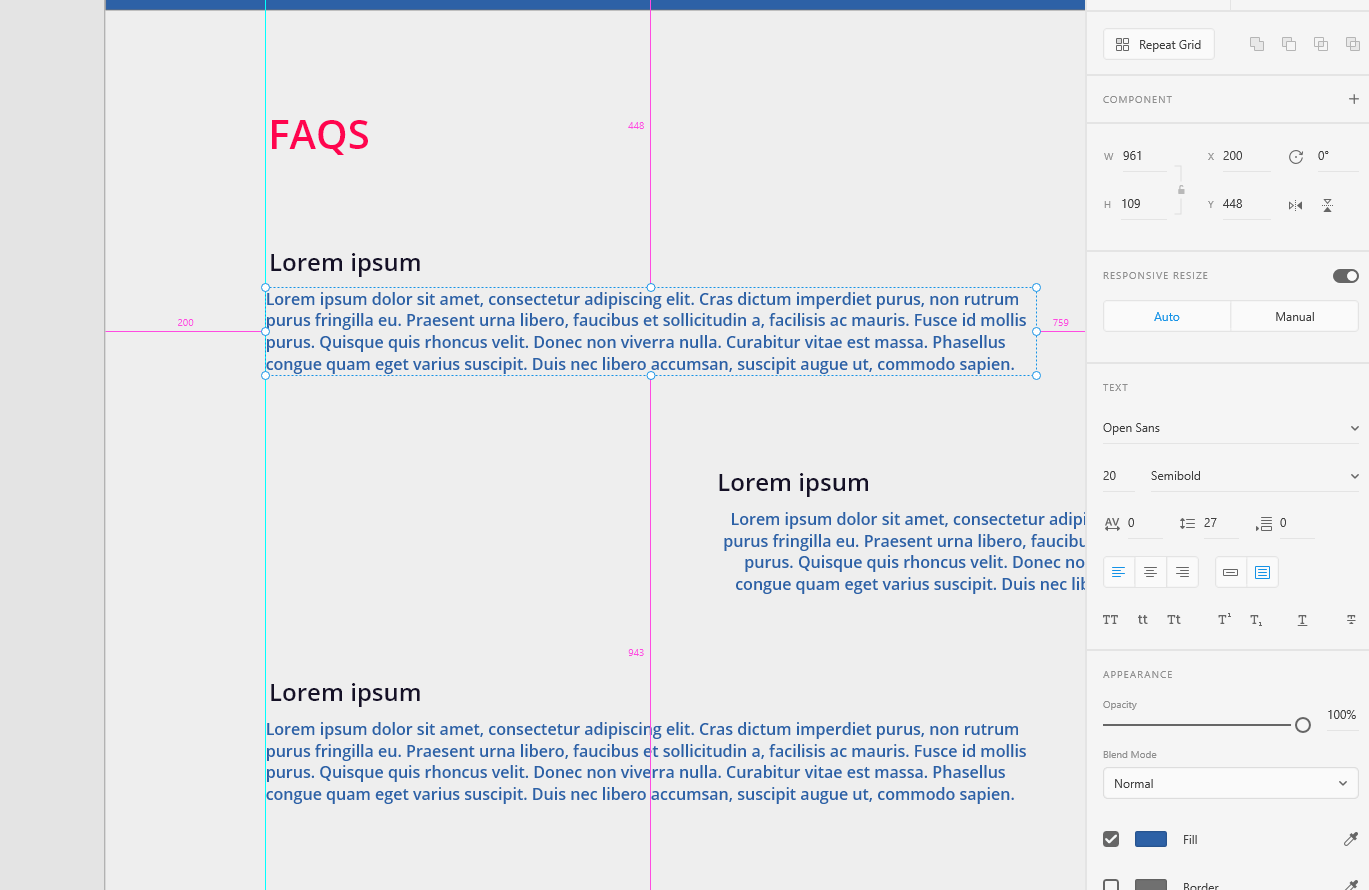 FAQS
448
Lorem ipsum
Lorem ipsum dolor sit amet, consectetur adipiscing elit. Cras dictum imperdiet purus, non rutrum
purus fringilla eu. Praesent urna libero, faucibus et sollicitudin a, facilisis ac mauris. Fusce id mollis
purus. Quisque quis rhoncus velit. Donec non viverra nulla. Curabitur vitae est massa. Phasellus
congue quam eget varius suscipit. Duis nec libero accumsan, suscipit augue ut, commodo sapien.
200
759
Lorem ipsum
Lorem ipsum dolor sit amet, consectetur adipi
purus fringilla eu. Praesent urna libero, faucibu
purus. Quisque quis rhoncus velit. Donec no
congue quam eget varius suscipit. Duis nec lib
943
Lorem ipsum
Lorem ipsum dolor sit amet, consectetur adipiscing elit. Cras dictum imperdiet purus, non rutrum
purus fringilla eu. Praesent urna libero, faucibus et sollicitudin a, facilisis ac mauris. Fusce id mollis
purus. Quisque quis rhoncus velit. Donec non viverra nulla. Curabitur vitae est massa. Phasellus
congue quam eget varius suscipit. Duis nec libero accumsan, suscipit augue ut, commodo sapien.
Repeat Grid
COMPONENT
W 961 X 200 0°
H 109 Y 448
RESPONSIVE RESIZE
Auto Manual
TEXT
Open Sans
20 Semibold
AV 0 27 0
TT tt Tt T¹ T₁ T T
APPEARANCE
Opacity
100%
Blend Mode
Normal
Fill
Border